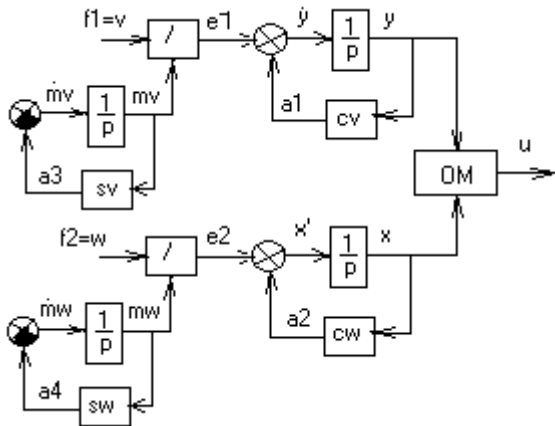 f1=v / e1 ẏ 1/p y
ṁv 1/p mv a1 cv
a3 sv u
OM
f2=w / e2 x' 1/p x
ṁw 1/p mw a2 cw
a4 sw